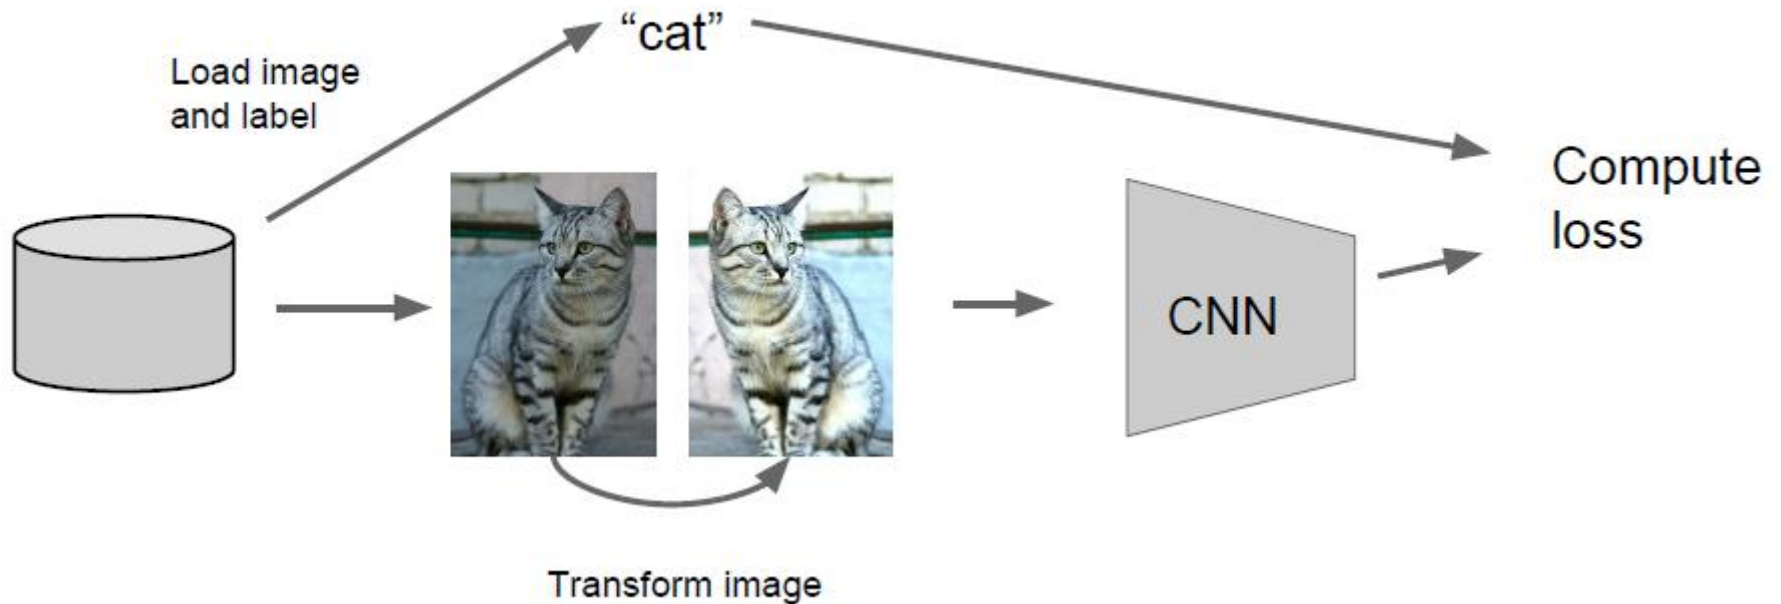 “cat”
Load image
and label
Compute
loss
CNN
Transform image